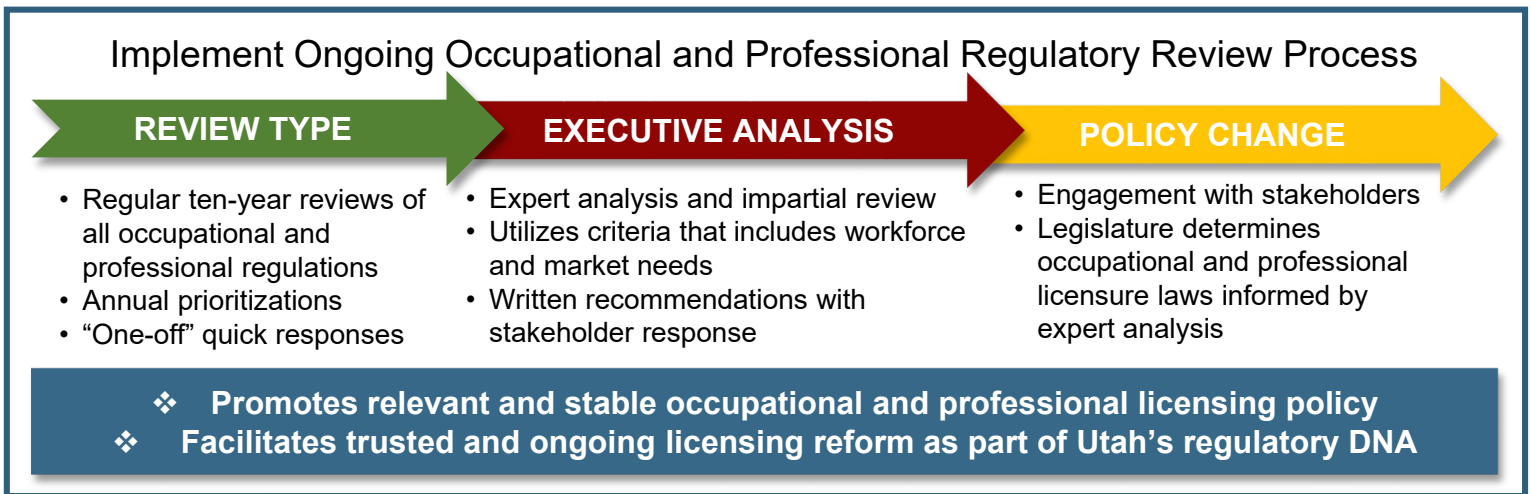 Implement Ongoing Occupational and Professional Regulatory Review Process
REVIEW TYPE
EXECUTIVE ANALYSIS
POLICY CHANGE
• Regular ten-year reviews of
all occupational and
professional regulations
• Annual prioritizations
• “One-off” quick responses
• Expert analysis and impartial review
• Utilizes criteria that includes workforce
and market needs
• Written recommendations with
stakeholder response
• Engagement with stakeholders
• Legislature determines
occupational and professional
licensure laws informed by
expert analysis
❖ Promotes relevant and stable occupational and professional licensing policy
❖ Facilitates trusted and ongoing licensing reform as part of Utah’s regulatory DNA